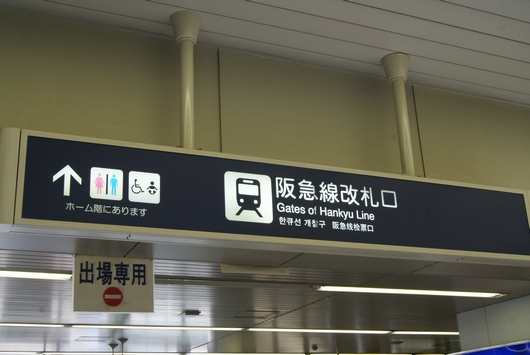 ホーム階にあります
阪急線改札口
Gates of Hankyu Line
한큐선 개찰구 阪急线检票口
出場専用